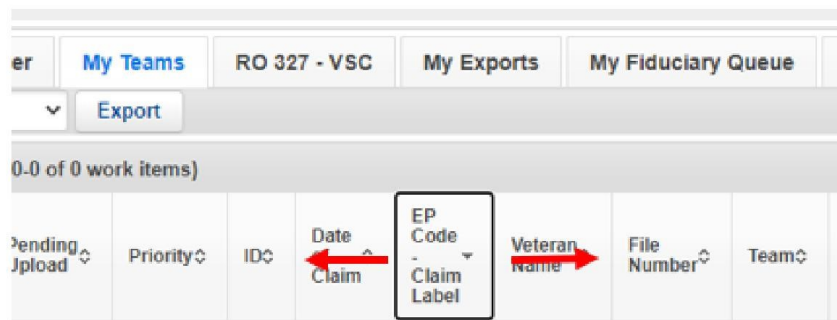 er My Teams RO 327 - VSC My Exports My Fiduciary Queue
Export
0-0 of 0 work items)
Pending Upload
Priority
ID
Date
Claim
EP
Code
-
Claim
Label
Veteran
Name
File
Number
Team